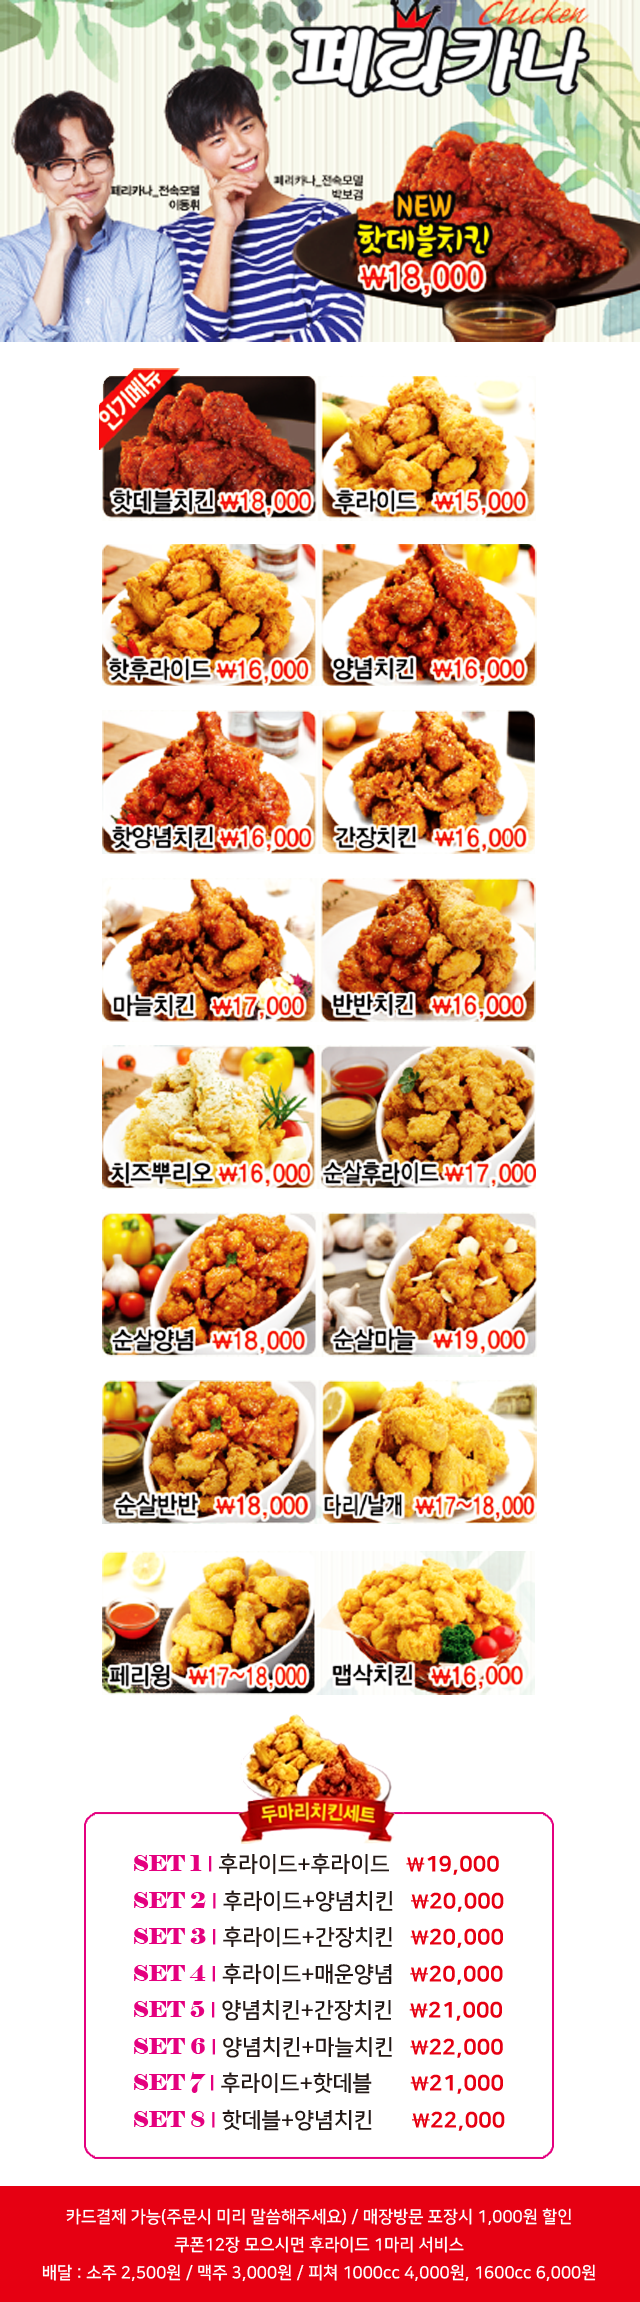 Chicken
페리카나
페리카나_전속모델
이동휘
페리카나_전속모델
박보검
NEW
핫데블치킨
₩18,000
인기메뉴
핫데블치킨 ₩18,000
후라이드 ₩15,000
핫후라이드 ₩16,000
양념치킨 ₩16,000
핫양념치킨 ₩16,000
간장치킨 ₩16,000
마늘치킨 ₩17,000
반반치킨 ₩16,000
치즈뿌리오 ₩16,000
순살후라이드 ₩17,000
순살양념 ₩18,000
순살마늘 ₩19,000
순살반반 ₩18,000
다리/날개 ₩17~18,000
페리윙 ₩17~18,000
맵삭치킨 ₩16,000
두마리치킨세트
SET 1 | 후라이드+후라이드 ₩19,000
SET 2 | 후라이드+양념치킨 ₩20,000
SET 3 | 후라이드+간장치킨 ₩20,000
SET 4 | 후라이드+매운양념 ₩20,000
SET 5 | 양념치킨+간장치킨 ₩21,000
SET 6 | 양념치킨+마늘치킨 ₩22,000
SET 7 | 후라이드+핫데블 ₩21,000
SET 8 | 핫데블+양념치킨 ₩22,000
카드결제 가능(주문시 미리 말씀해주세요) / 매장방문 포장시 1,000원 할인
쿠폰12장 모으시면 후라이드 1마리 서비스
배달 : 소주 2,500원 / 맥주 3,000원 / 피쳐 1000cc 4,000원, 1600cc 6,000원